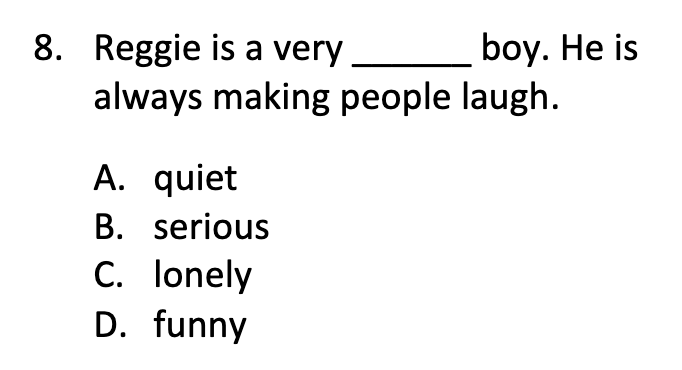 8. Reggie is a very ______ boy. He is
always making people laugh.
A. quiet
B. serious
C. lonely
D. funny